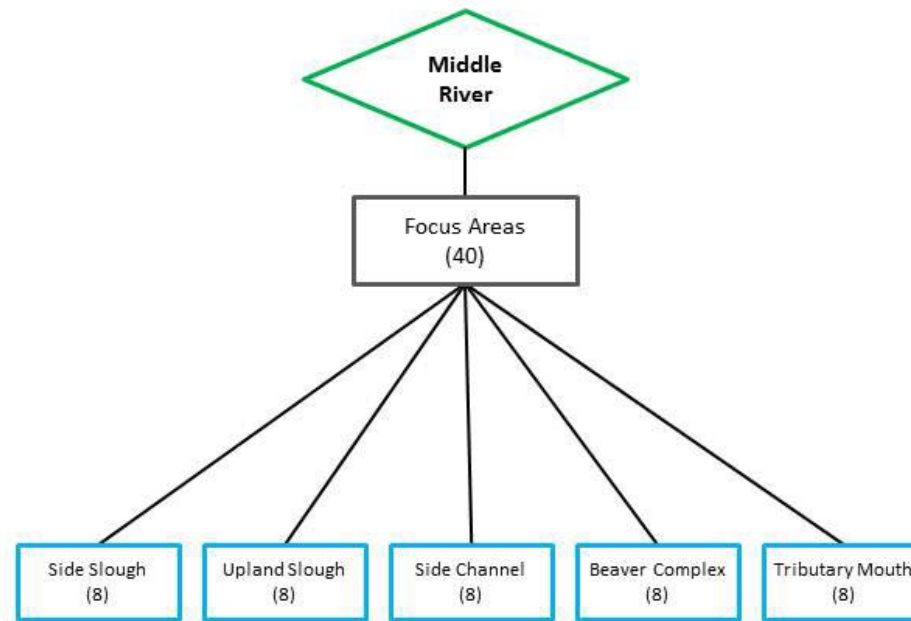 Middle
River
Focus Areas
(40)
Side Slough
(8)
Upland Slough
(8)
Side Channel
(8)
Beaver Complex
(8)
Tributary Mouth
(8)